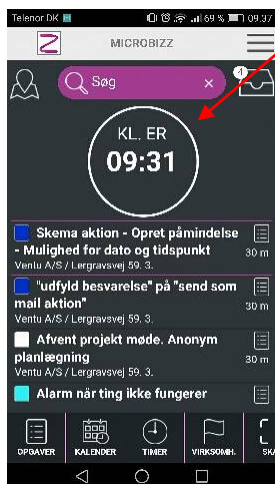 Telenor DK 69 % 09.37
MICROBIZZ
Søg ×
4
KL. ER
09:31
Skema aktion - Opret påmindelse
- Mulighed for dato og tidspunkt
Ventu A/S / Lergravsvej 59. 3.
30 m
"udfyld besvarelse" på "send som
mail aktion"
Ventu A/S / Lergravsvej 59. 3.
30 m
Afvent projekt møde. Anonym
planlægning
Ventu A/S / Lergravsvej 59. 3.
30 m
Alarm når ting ikke fungerer
OPGAVER KALENDER TIMER VIRKSOMH. SKA